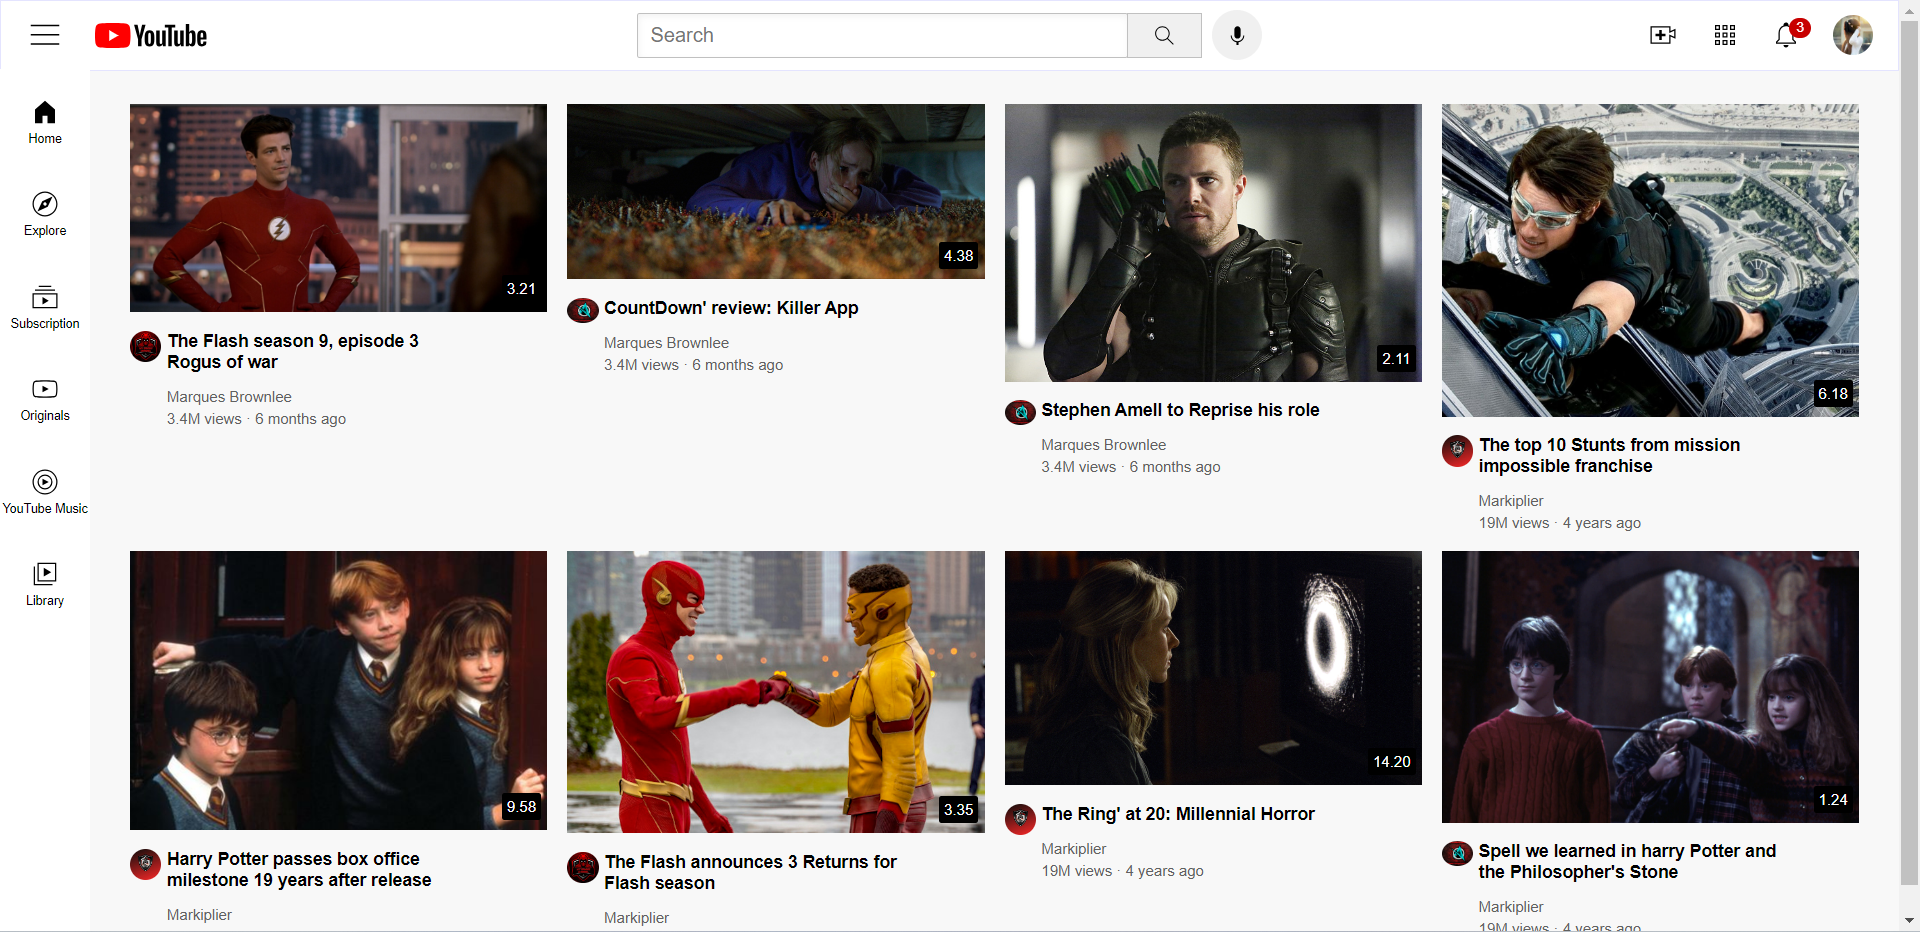 YouTube
Search
3
Home
Explore
Subscription
Originals
YouTube Music
Library
3.21
The Flash season 9, episode 3
Rogus of war
Marques Brownlee
3.4M views · 6 months ago
4.38
CountDown' review: Killer App
Marques Brownlee
3.4M views · 6 months ago
2.11
Stephen Amell to Reprise his role
Marques Brownlee
3.4M views · 6 months ago
6.18
The top 10 Stunts from mission
impossible franchise
Markiplier
19M views · 4 years ago
9.58
Harry Potter passes box office
milestone 19 years after release
Markiplier
3.35
The Flash announces 3 Returns for
Flash season
Markiplier
14.20
The Ring' at 20: Millennial Horror
Markiplier
19M views · 4 years ago
1.24
Spell we learned in harry Potter and
the Philosopher's Stone
Markiplier
19M views · 4 years ago